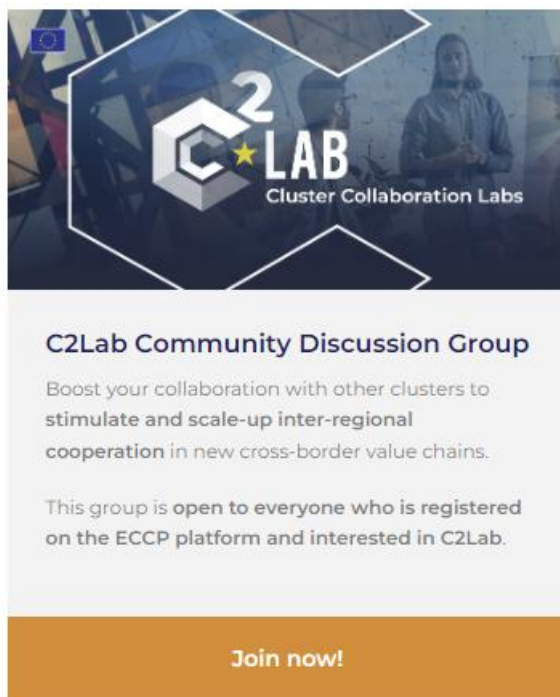 C2
LAB
Cluster Collaboration Labs
C2Lab Community Discussion Group
Boost your collaboration with other clusters to
stimulate and scale-up inter-regional
cooperation in new cross-border value chains.
This group is open to everyone who is registered
on the ECCP platform and interested in C2Lab.
Join now!